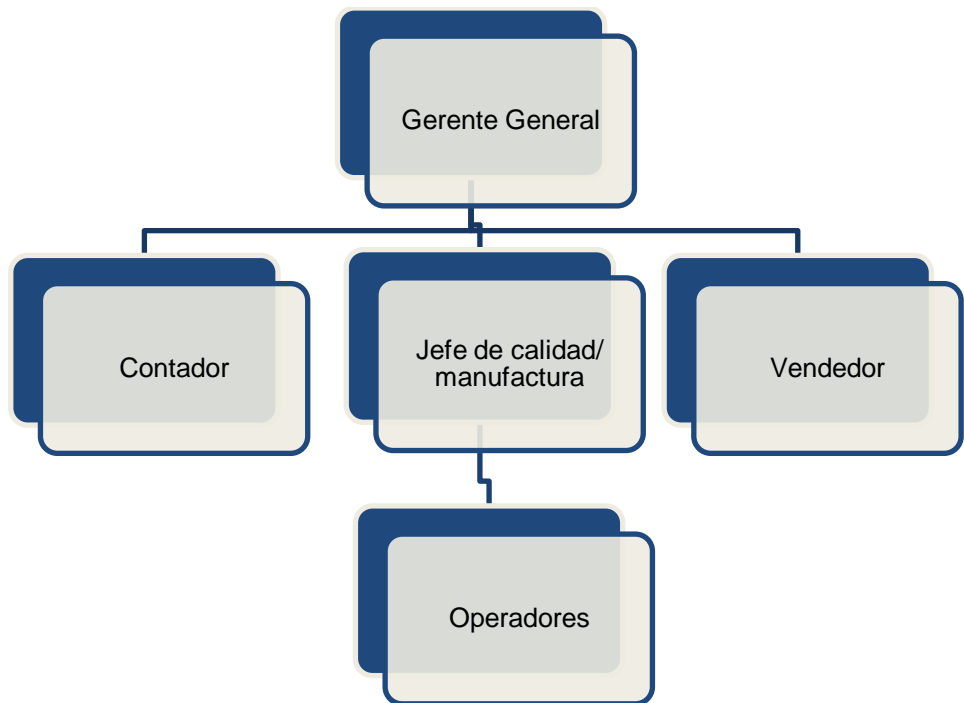 Gerente General
Contador
Jefe de calidad/
manufactura
Vendedor
Operadores